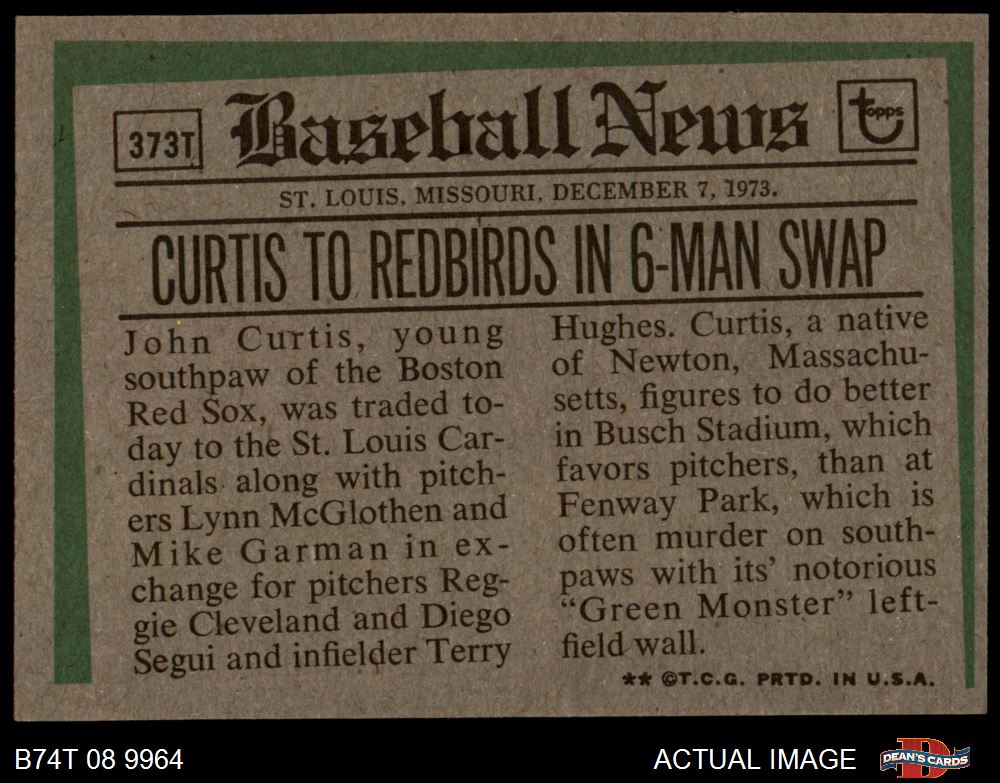 373T Baseball News topps
ST. LOUIS, MISSOURI, DECEMBER 7, 1973.
CURTIS TO REDBIRDS IN 6-MAN SWAP
John Curtis, young
southpaw of the Boston
Red Sox, was traded to-
day to the St. Louis Car-
dinals along with pitch-
ers Lynn McGlothen and
Mike Garman in ex-
change for pitchers Reg-
gie Cleveland and Diego
Segui and infielder Terry
Hughes. Curtis, a native
of Newton, Massachu-
setts, figures to do better
in Busch Stadium, which
favors pitchers, than at
Fenway Park, which is
often murder on south-
paws with its' notorious
“Green Monster” left-
field wall.
** ©T.C.G. PRTD. IN U.S.A.
B74T 08 9964 ACTUAL IMAGE D DEAN'S CARDS